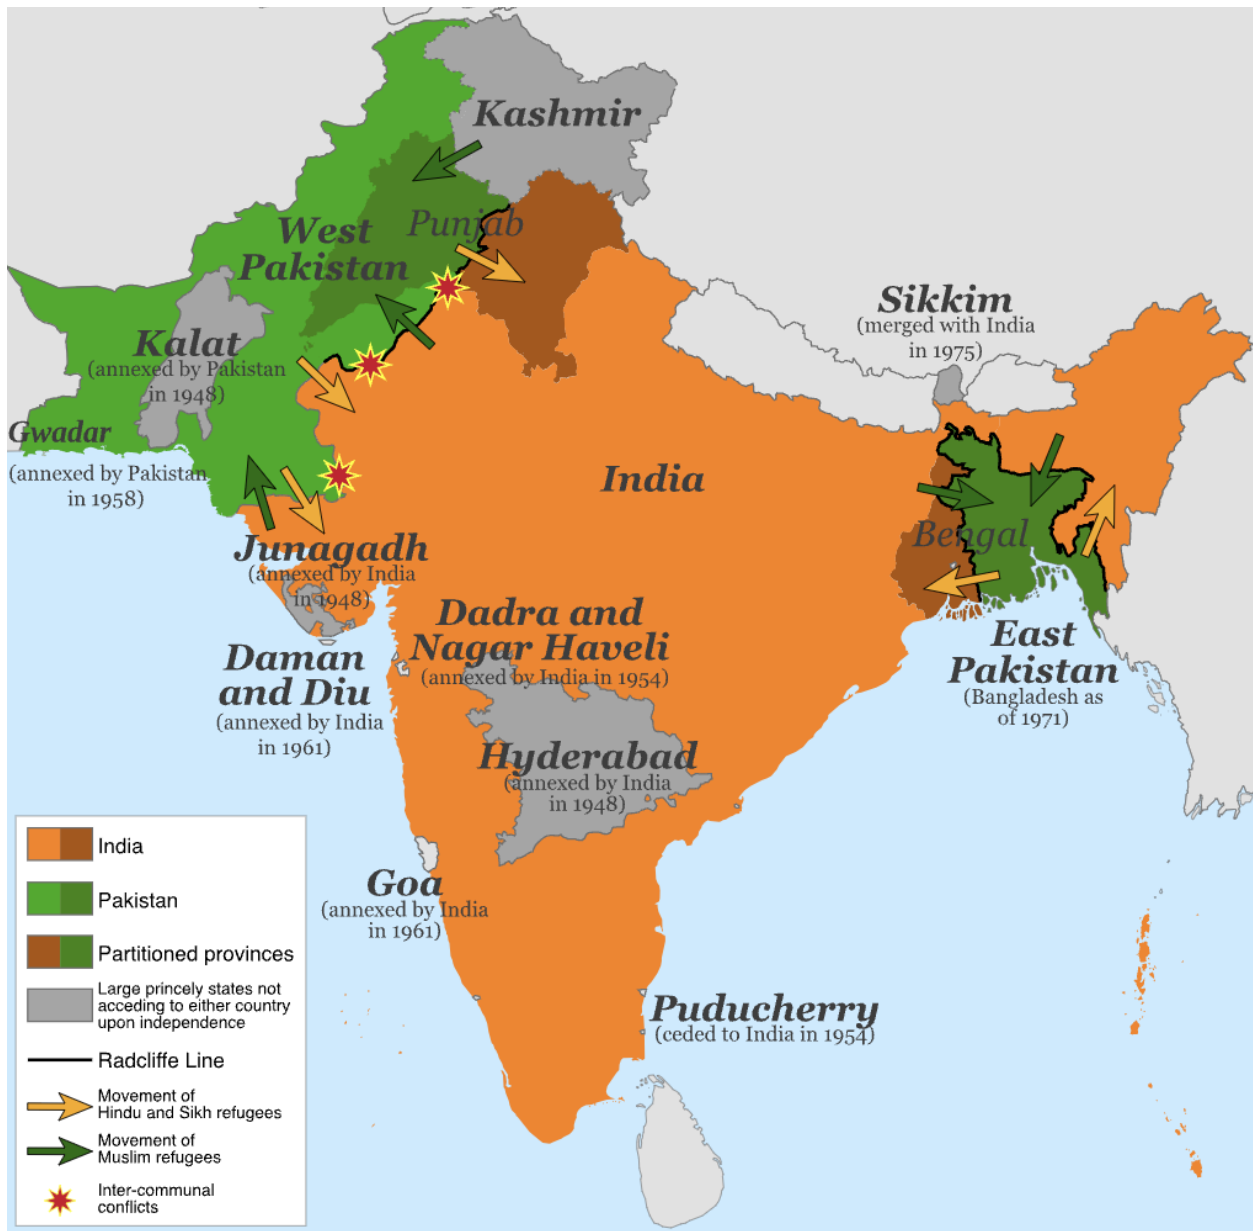 Kashmir
Punjab
West
Pakistan
Sikkim
(merged with India
in 1975)
Kalat
(annexed by Pakistan
in 1948)
Gwadar
(annexed by Pakistan
in 1958)
India
Bengal
Junagadh
(annexed by India
in 1948)
Dadra and
Nagar Haveli
(annexed by India in 1954)
East
Pakistan
(Bangladesh as
of 1971)
Daman
and Diu
(annexed by India
in 1961)
Hyderabad
(annexed by India
in 1948)
Goa
(annexed by India
in 1961)
Puducherry
(ceded to India in 1954)
India
Pakistan
Partitioned provinces
Large princely states not
acceding to either country
upon independence
Radcliffe Line
Movement of
Hindu and Sikh refugees
Movement of
Muslim refugees
Inter-communal
conflicts